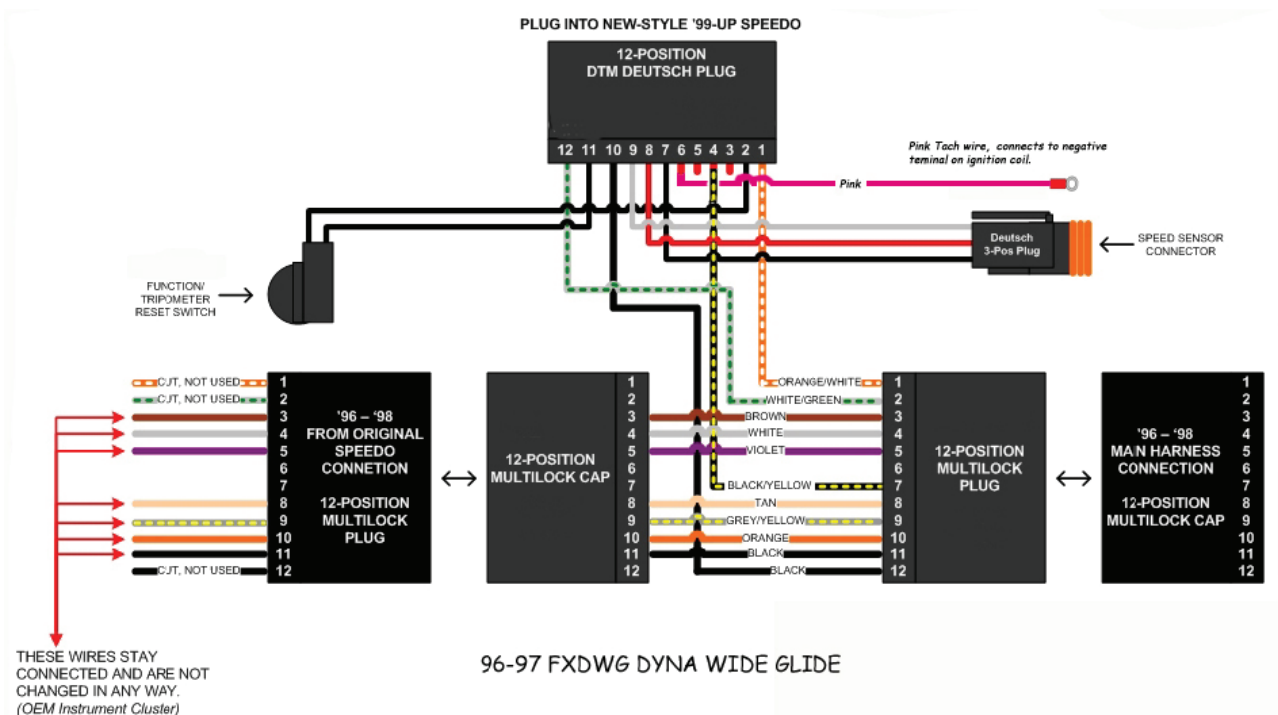 PLUG INTO NEW-STYLE '99-UP SPEEDO
12-POSITION
DTM DEUTSCH PLUG
12 11 10 9 8 7 6 5 4 3 2 1
Pink Tach wire, connects to negative
teminal on ignition coil.
Pink
Deutsch
3-Pos Plug
SPEED SENSOR
CONNECTOR
FUNCTION/
TRIPOMETER
RESET SWITCH
CUT, NOT USED
CUT, NOT USED
CUT, NOT USED
1
2
3
4
5
6
7
8
9
10
11
12
'96 – '98
FROM ORIGINAL
SPEEDO
CONNETION
12-POSITION
MULTILOCK
PLUG
12-POSITION
MULTILOCK CAP
1
2
3
4
5
6
7
8
9
10
11
12
ORANGE/WHITE
WHITE/GREEN
BROWN
WHITE
VIOLET
BLACK/YELLOW
TAN
GREY/YELLOW
ORANGE
BLACK
BLACK
1
2
3
4
5
6
7
8
9
10
11
12
12-POSITION
MULTILOCK
PLUG
'96 – '98
MAIN HARNESS
CONNECTION
12-POSITION
MULTILOCK CAP
1
2
3
4
5
6
7
8
9
10
11
12
THESE WIRES STAY
CONNECTED AND ARE NOT
CHANGED IN ANY WAY.
(OEM Instrument Cluster)
96-97 FXDWG DYNA WIDE GLIDE